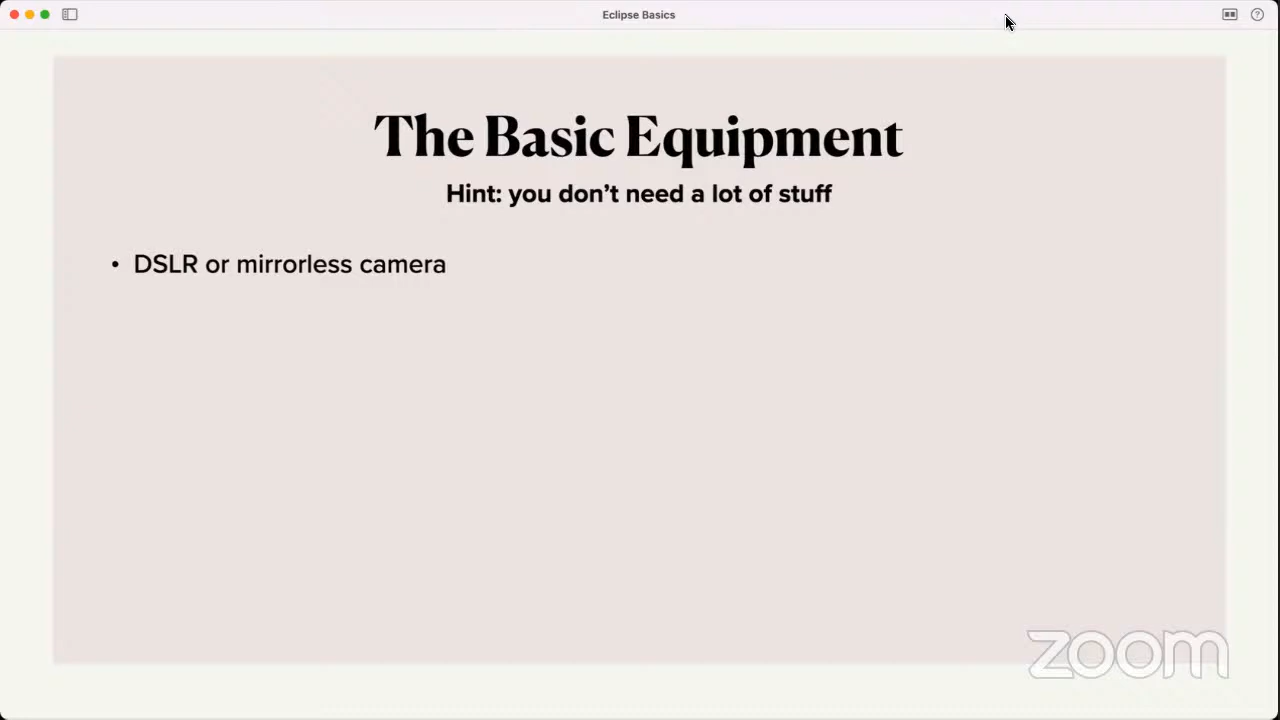 Eclipse Basics
The Basic Equipment
Hint: you don’t need a lot of stuff
• DSLR or mirrorless camera
zoom